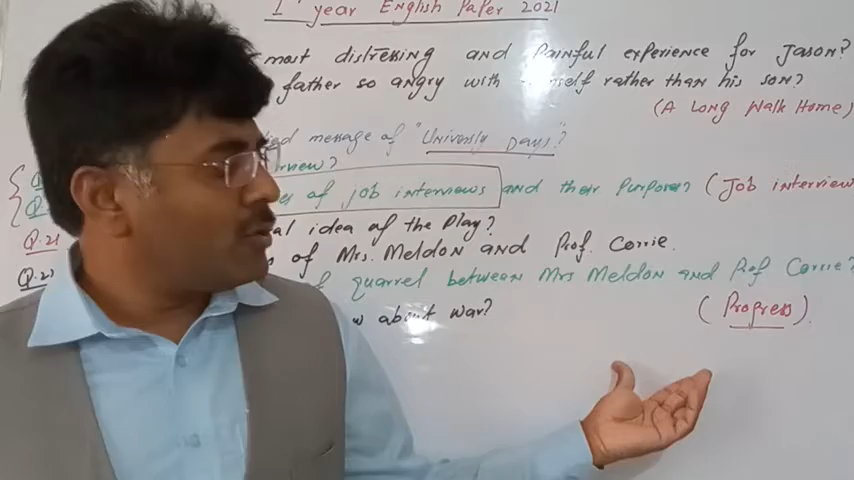 1st year English Paper 2021
most distressing and Painful experience for Jason?
father so angry with himself rather than his son?
(A Long Walk Home)
message of "University Days"?
rview?
es of job interviews and their purpose? (Job interview
Q.21 al idea of the Play?
Q.22 s of Mrs. Meldon and Prof. Corrie.
f quarrel between Mrs Meldon and Prof Corrie?
w about war? (Progress)